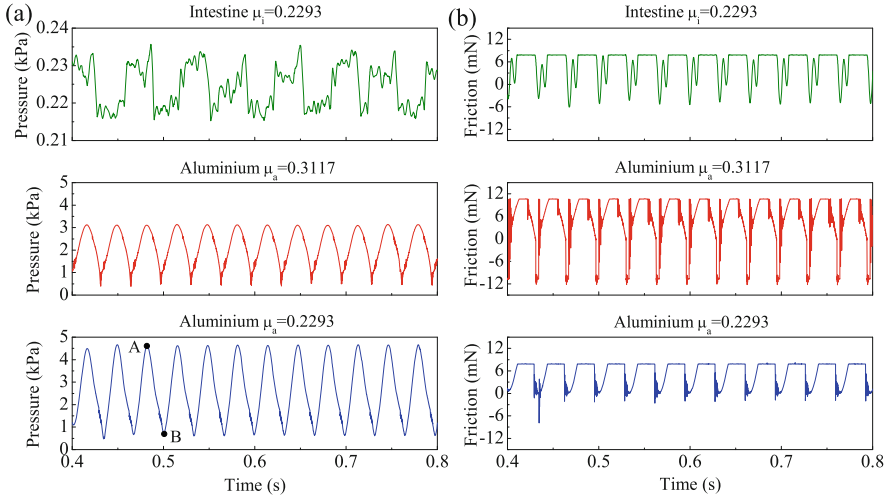 (a)
Intestine μi=0.2293
Pressure (kPa)
0.24
0.23
0.22
0.21
Aluminium μa=0.3117
Pressure (kPa)
5
4
3
2
1
0
Aluminium μa=0.2293
Pressure (kPa)
5
4
3
2
1
0
A
B
0.4 0.5 0.6 0.7 0.8
Time (s)
(b)
Intestine μi=0.2293
Friction (mN)
12
6
0
-6
-12
Aluminium μa=0.3117
Friction (mN)
12
6
0
-6
-12
Aluminium μa=0.2293
Friction (mN)
12
6
0
-6
-12
0.4 0.5 0.6 0.7 0.8
Time (s)